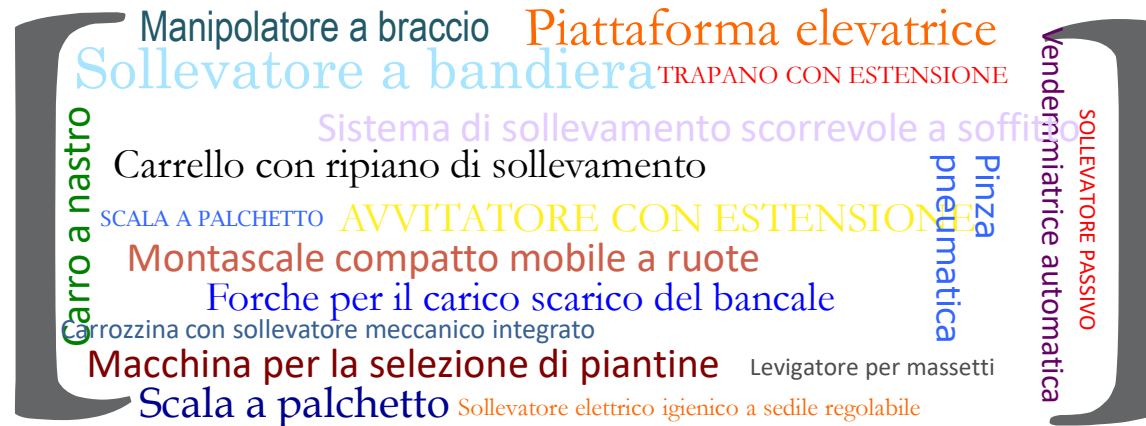 Manipolatore a braccio
Piattaforma elevatrice
Sollevatore a bandiera
TRAPANO CON ESTENSIONE
Sistema di sollevamento scorrevole a soffitto
Carrello con ripiano di sollevamento
SCALA A PALCHETTO
AVVITATORE CON ESTENSIONE
Montascale compatto mobile a ruote
Forche per il carico scarico del bancale
Carrozzina con sollevatore meccanico integrato
Macchina per la selezione di piantine
Levigatore per massetti
Scala a palchetto
Sollevatore elettrico igienico a sedile regolabile
Carro a nastro
Pinza
pneumatica
Vendemmiatrice automatica
SOLLEVATORE PASSIVO